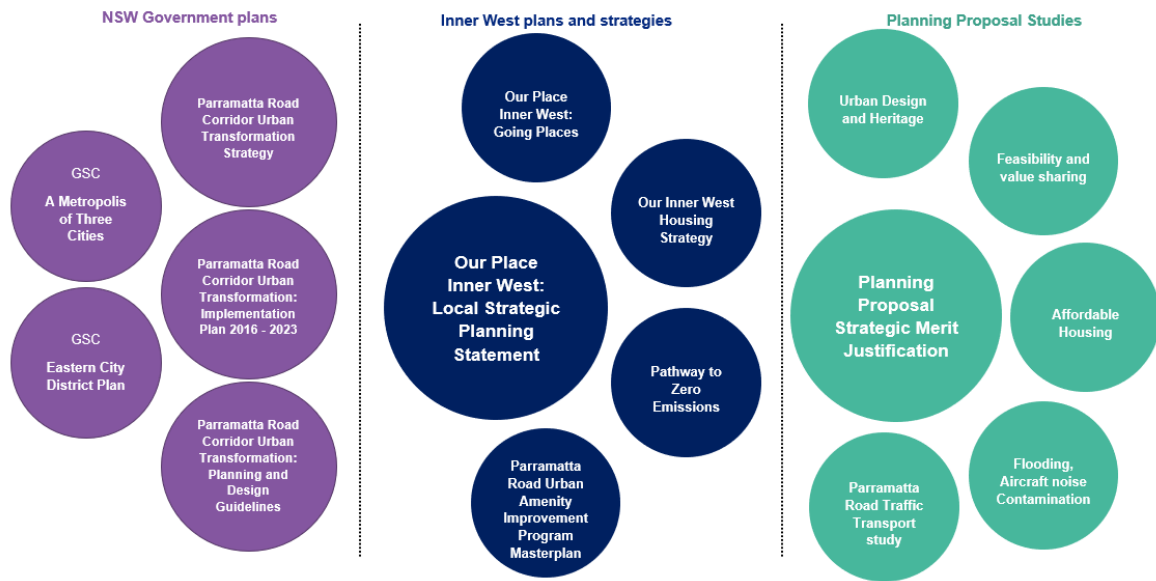 NSW Government plans
Parramatta Road
Corridor Urban
Transformation
Strategy
GSC
A Metropolis
of Three
Cities
Parramatta Road
Corridor Urban
Transformation:
Implementation
Plan 2016 - 2023
GSC
Eastern City
District Plan
Parramatta Road
Corridor Urban
Transformation:
Planning and
Design
Guidelines
Inner West plans and strategies
Our Place
Inner West:
Going Places
Our Inner West
Housing
Strategy
Our Place
Inner West:
Local Strategic
Planning
Statement
Pathway to
Zero
Emissions
Parramatta
Road Urban
Amenity
Improvement
Program
Masterplan
Planning Proposal Studies
Urban Design
and Heritage
Feasibility and
value sharing
Planning
Proposal
Strategic Merit
Justification
Affordable
Housing
Flooding,
Aircraft noise
Contamination
Parramatta
Road Traffic
Transport
study